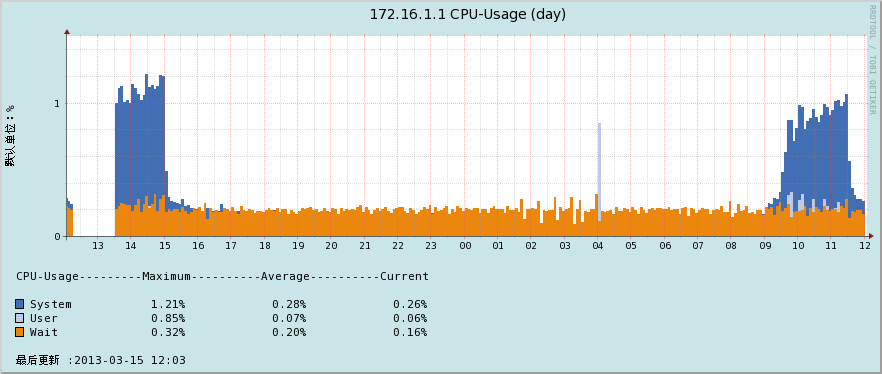 172.16.1.1 CPU-Usage (day)
RRDTOOL / TOBI OETIKER
默认单位：%
1
0
13 14 15 16 17 18 19 20 21 22 23 00 01 02 03 04 05 06 07 08 09 10 11 12
CPU-Usage---------Maximum----------Average----------Current
System 1.21% 0.28% 0.26%
User 0.85% 0.07% 0.06%
Wait 0.32% 0.20% 0.16%
最后更新 :2013-03-15 12:03